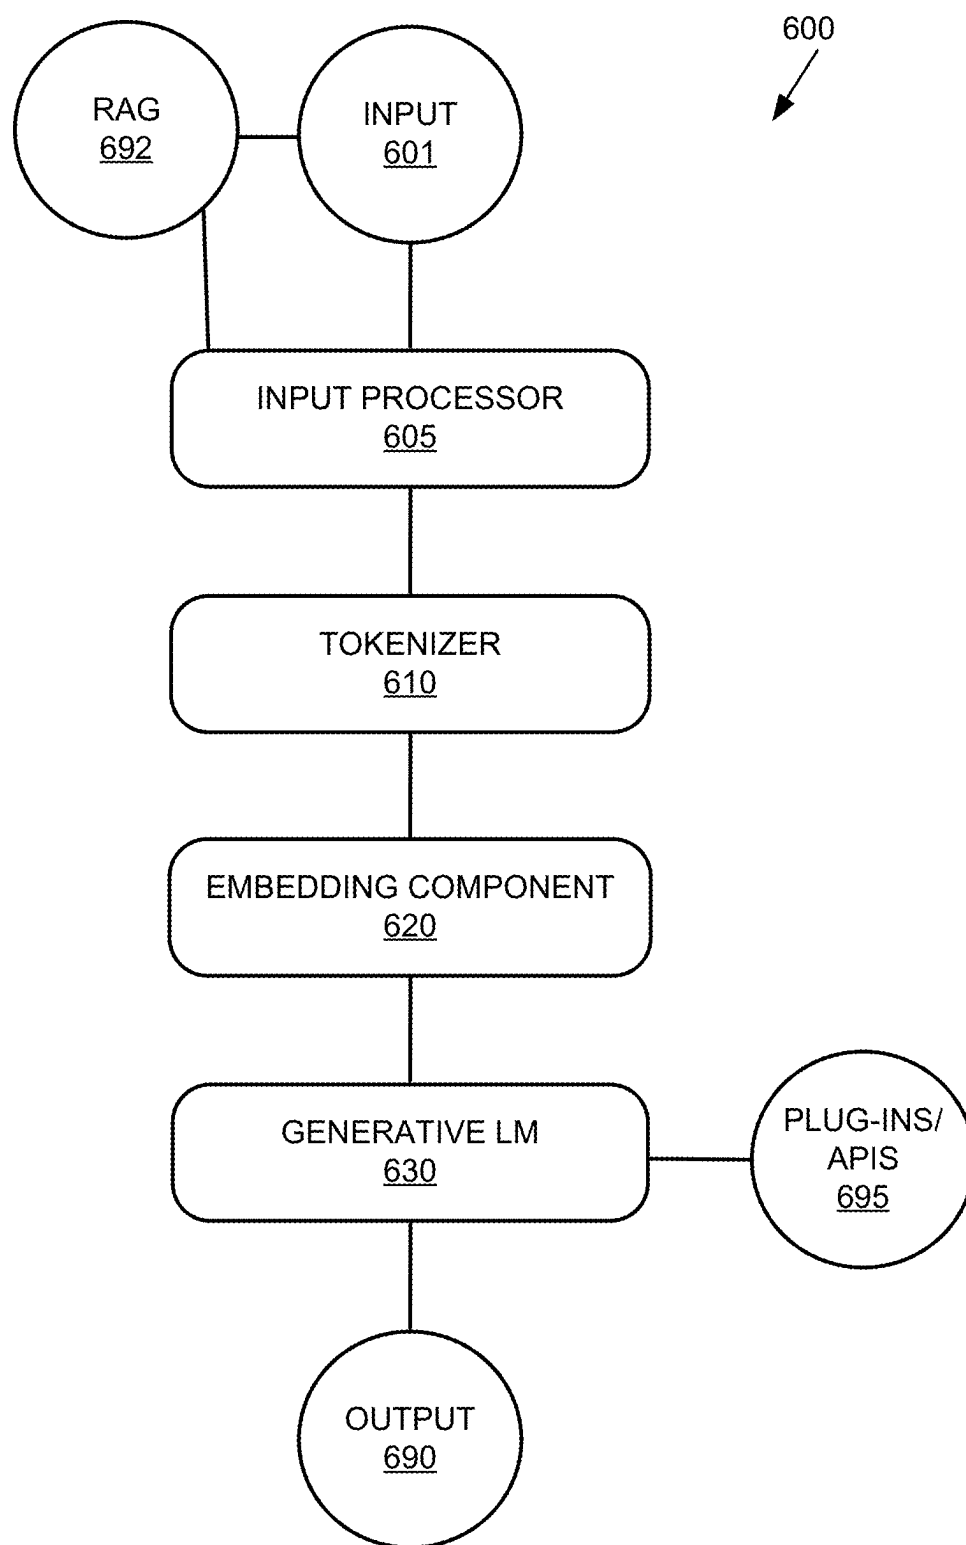 600
RAG
692
INPUT
601
INPUT PROCESSOR
605
TOKENIZER
610
EMBEDDING COMPONENT
620
GENERATIVE LM
630
PLUG-INS/
APIS
695
OUTPUT
690